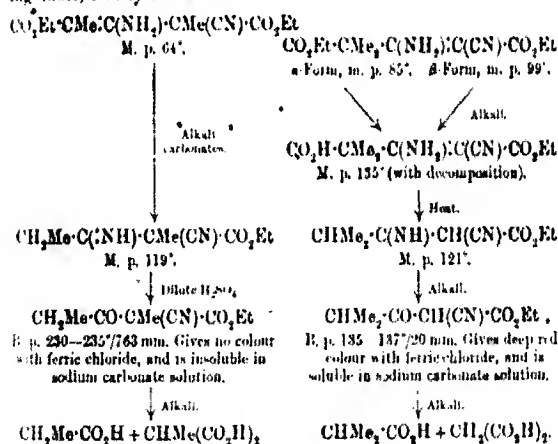 CO₂Et·CMe:C(NH₂)·CMe(CN)·CO₂Et
M. p. 64°.
CO₂Et·CMe₂·C(NH₂):C(CN)·CO₂Et
α-Form, m. p. 85°. β-Form, m. p. 99°.
Alkali carbonates.
Alkali.
CO₂H·CMe₂·C(NH₂):C(CN)·CO₂Et
M. p. 135° (with decomposition).
Heat.
CH₂Me·C(:NH)·CMe(CN)·CO₂Et
M. p. 119°.
CHMe₂·C(NH)·CH(CN)·CO₂Et
M. p. 121°.
Dilute H₂SO₄
Alkali.
CH₂Me·CO·CMe(CN)·CO₂Et
B. p. 230—235°/763 mm. Gives no colour
with ferric chloride, and is insoluble in
sodium carbonate solution.
CHMe₂·CO·CH(CN)·CO₂Et.
B. p. 135—137°/20 mm. Gives deep red
colour with ferric chloride, and is
soluble in sodium carbonate solution.
Alkali.
Alkali.
CH₂Me·CO₂H + CHMe(CO₂H)₂
CHMe₂·CO₂H + CH₂(CO₂H)₂.